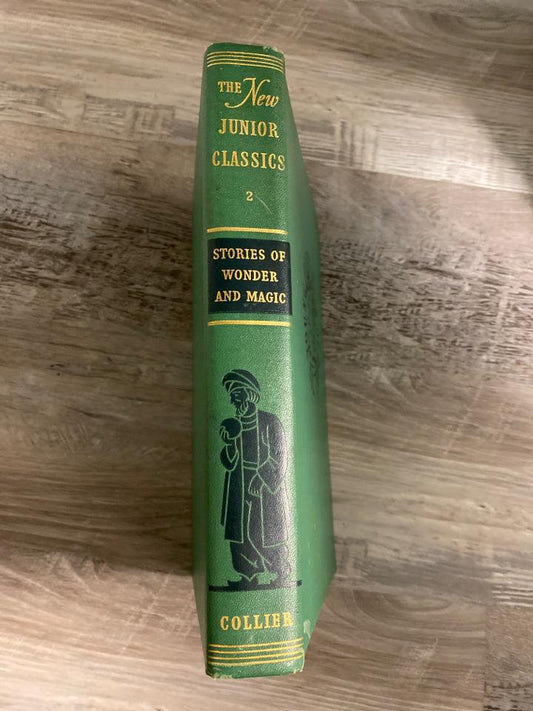 THE New
JUNIOR
CLASSICS
2
STORIES OF
WONDER
AND MAGIC
COLLIER